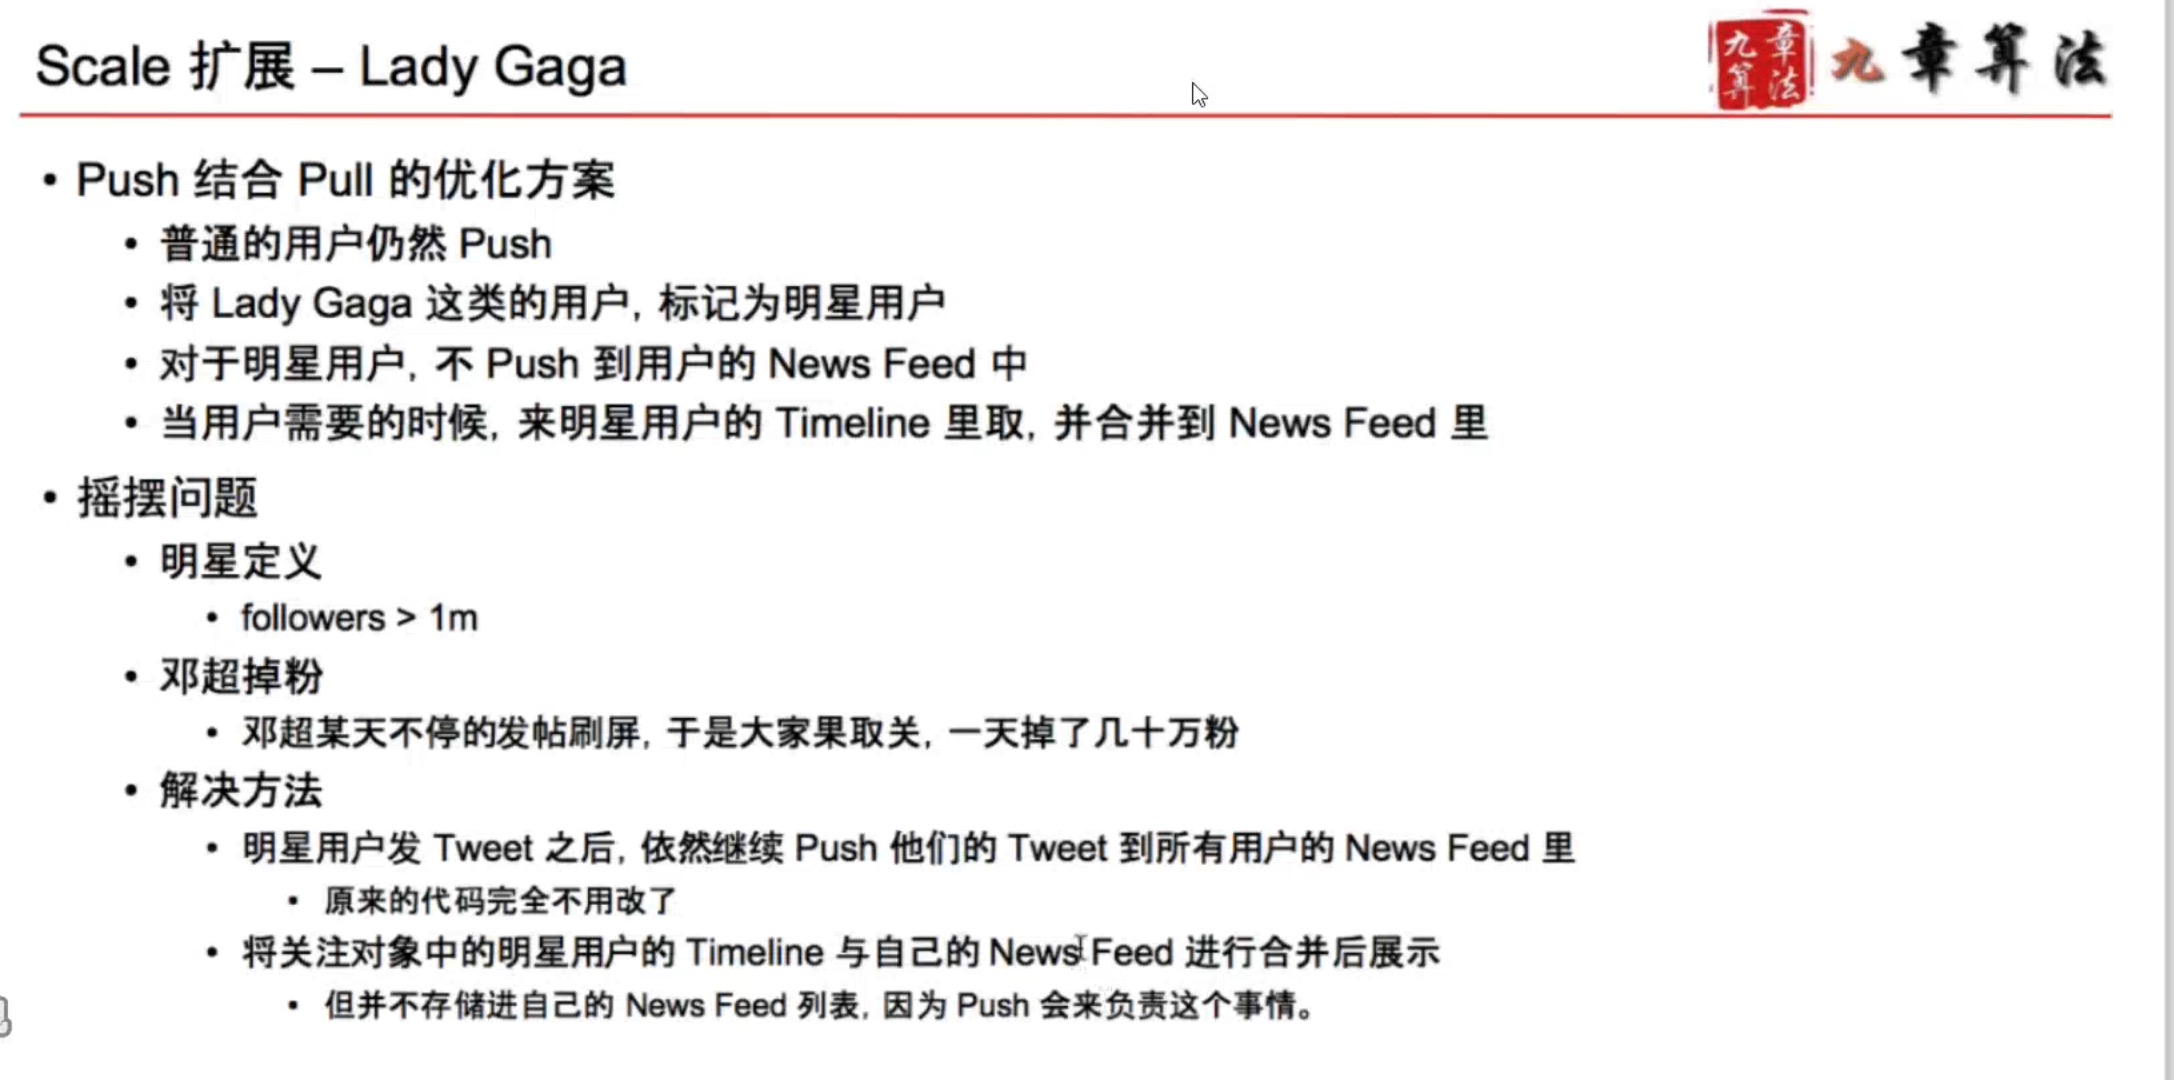 Scale 扩展 – Lady Gaga
九章算法
九章算法
• Push 结合 Pull 的优化方案
• 普通的用户仍然 Push
• 将 Lady Gaga 这类的用户, 标记为明星用户
• 对于明星用户, 不 Push 到用户的 News Feed 中
• 当用户需要的时候, 来明星用户的 Timeline 里取, 并合并到 News Feed 里
• 摇摆问题
• 明星定义
• followers > 1m
• 邓超掉粉
• 邓超某天不停的发帖刷屏, 于是大家果取关, 一天掉了几十万粉
• 解决方法
• 明星用户发 Tweet 之后, 依然继续 Push 他们的 Tweet 到所有用户的 News Feed 里
• 原来的代码完全不用改了
• 将关注对象中的明星用户的 Timeline 与自己的 News Feed 进行合并后展示
• 但并不存储进自己的 News Feed 列表, 因为 Push 会来负责这个事情。